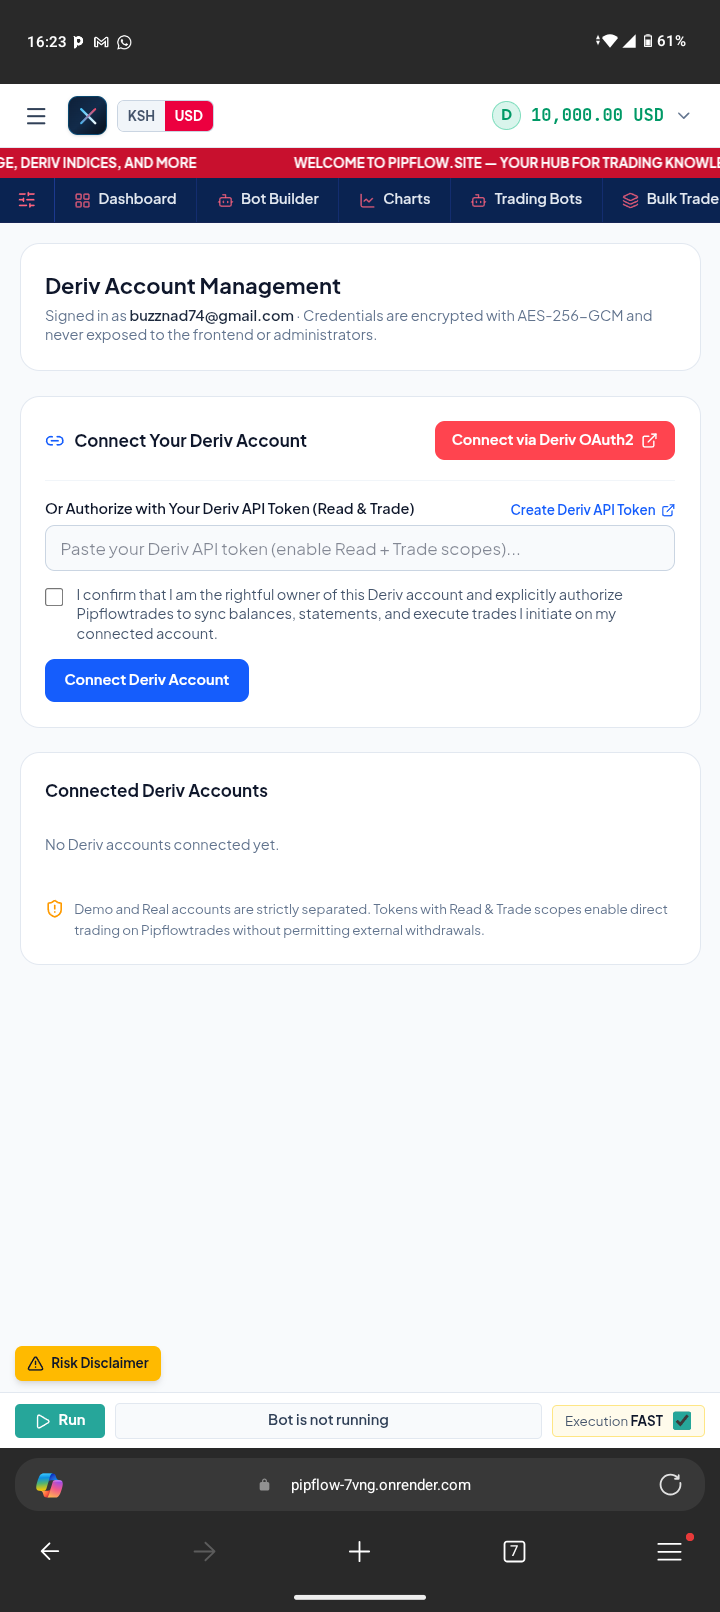 16:23
61%
KSH USD
D 10,000.00 USD
GE, DERIV INDICES, AND MORE WELCOME TO PIPFLOW.SITE — YOUR HUB FOR TRADING KNOWLE
Dashboard Bot Builder Charts Trading Bots Bulk Trade
Deriv Account Management
Signed in as buzznad74@gmail.com · Credentials are encrypted with AES-256-GCM and
never exposed to the frontend or administrators.
Connect Your Deriv Account
Connect via Deriv OAuth2
Or Authorize with Your Deriv API Token (Read & Trade)
Create Deriv API Token
Paste your Deriv API token (enable Read + Trade scopes)...
I confirm that I am the rightful owner of this Deriv account and explicitly authorize
Pipflowtrades to sync balances, statements, and execute trades I initiate on my
connected account.
Connect Deriv Account
Connected Deriv Accounts
No Deriv accounts connected yet.
Demo and Real accounts are strictly separated. Tokens with Read & Trade scopes enable direct
trading on Pipflowtrades without permitting external withdrawals.
Risk Disclaimer
Run
Bot is not running
Execution FAST
pipflow-7vng.onrender.com
7